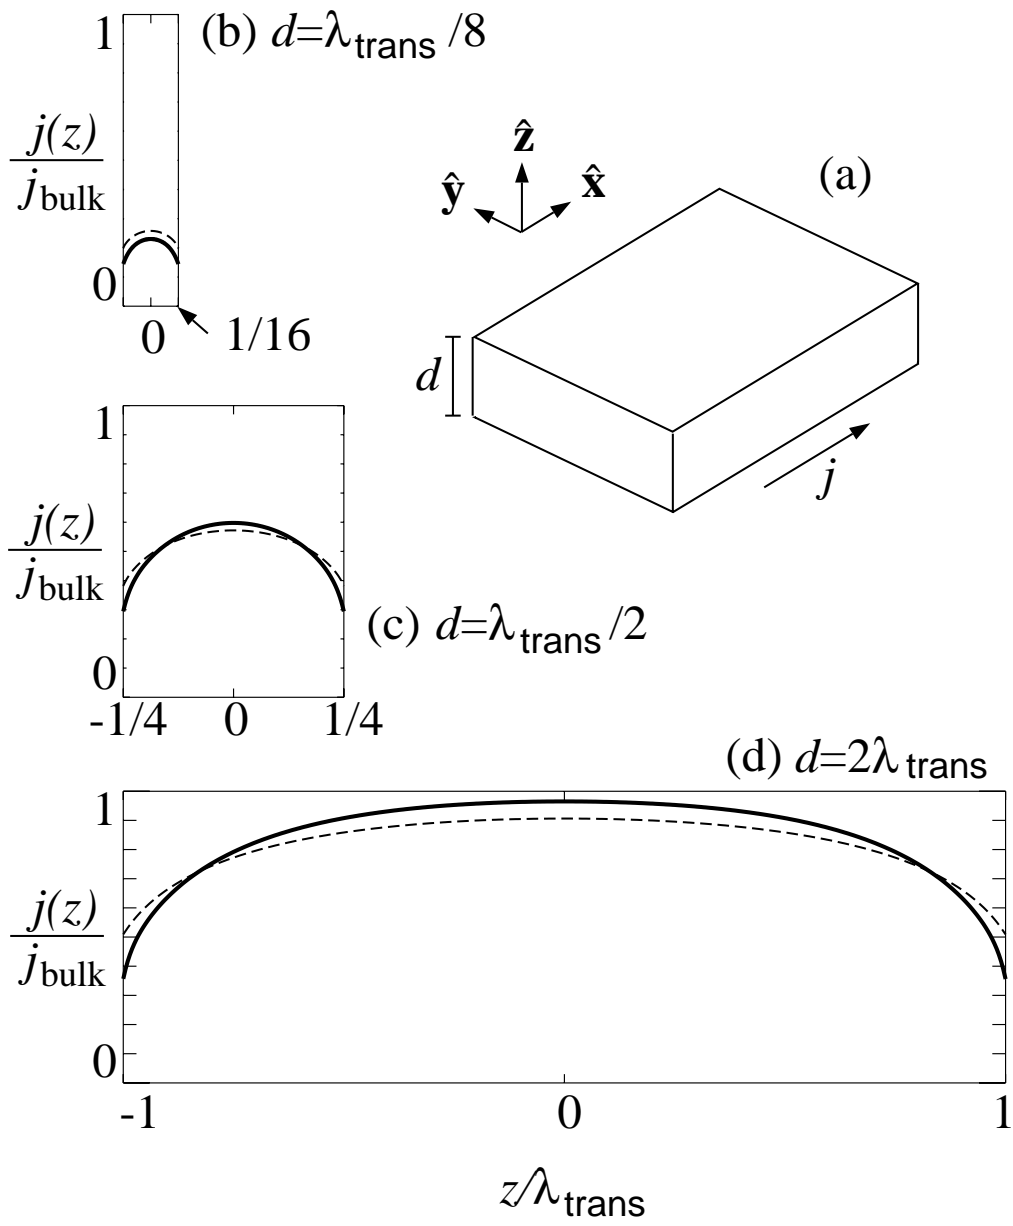 (b) d=λtrans /8
1
j(z)
jbulk
0
0
1/16
ẑ
ŷ
x̂
(a)
d
j
1
j(z)
jbulk
0
-1/4 0 1/4
(c) d=λtrans /2
(d) d=2λtrans
1
j(z)
jbulk
0
-1 0 1
z/λtrans